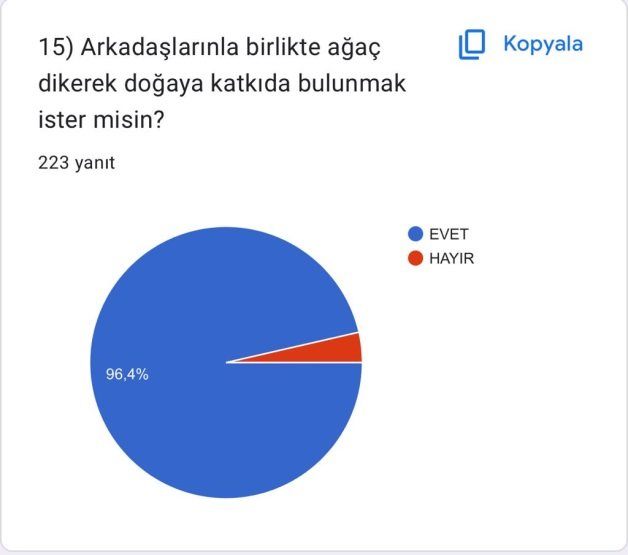 15) Arkadaşlarınla birlikte ağaç
dikerek doğaya katkıda bulunmak
ister misin?
Kopyala
223 yanıt
EVET
HAYIR
96,4%